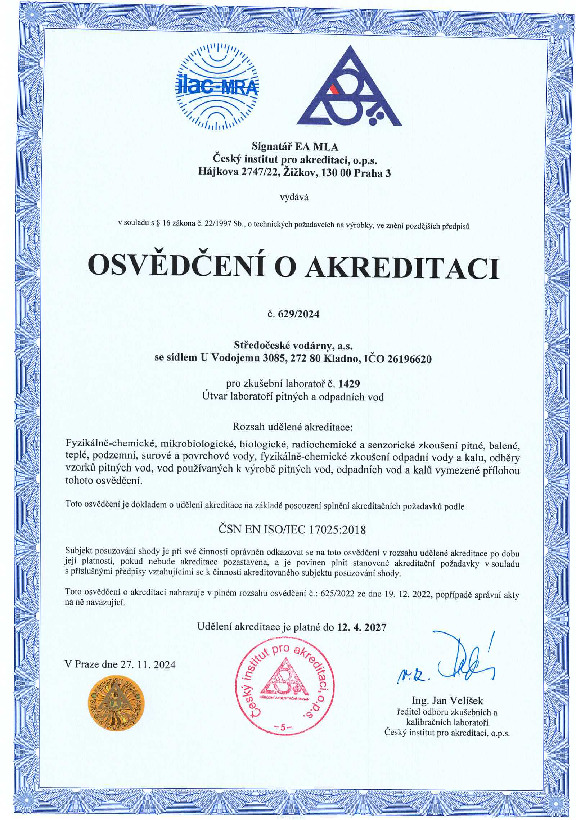 ilac-MRA
Signatář EA MLA
Český institut pro akreditaci, o.p.s.
Hájkova 2747/22, Žižkov, 130 00 Praha 3
vydává
v souladu s § 16 zákona č. 22/1997 Sb., o technických požadavcích na výrobky, ve znění pozdějších předpisů
OSVĚDČENÍ O AKREDITACI
č. 629/2024
Středočeské vodárny, a.s.
se sídlem U Vodojemu 3085, 272 80 Kladno, IČO 26196620
pro zkušební laboratoř č. 1429
Útvar laboratoří pitných a odpadních vod
Rozsah udělené akreditace:
Fyzikálně-chemické, mikrobiologické, biologické, radiochemické a senzorické zkoušení pitné, balené,
teplé, podzemní, surové a povrchové vody, fyzikálně-chemické zkoušení odpadní vody a kalu, odběry
vzorků pitných vod, vod používaných k výrobě pitných vod, odpadních vod a kalů vymezené přílohou
tohoto osvědčení.
Toto osvědčení je dokladem o udělení akreditace na základě posouzení splnění akreditačních požadavků podle
ČSN EN ISO/IEC 17025:2018
Subjekt posuzování shody je při své činnosti oprávněn odkazovat se na toto osvědčení v rozsahu udělené akreditace po dobu
její platnosti, pokud nebude akreditace pozastavena, a je povinen plnit stanovené akreditační požadavky v souladu
s příslušnými předpisy vztahujícími se k činnosti akreditovaného subjektu posuzování shody.
Toto osvědčení o akreditaci nahrazuje v plném rozsahu osvědčení č.: 625/2022 ze dne 19. 12. 2022, popřípadě správní akty
na ně navazující.
Udělení akreditace je platné do 12. 4. 2027
V Praze dne 27. 11. 2024
Český institut pro akreditaci, o.p.s.
-5-
Ing. Jan Velíšek
ředitel odboru zkušebních a
kalibračních laboratoří
Český institut pro akreditaci, o.p.s.